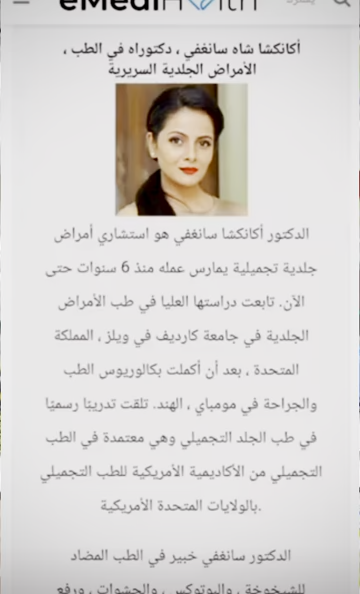 eMediHealth
أكانكشا شاه سانغفي ، دكتوراه في الطب ،
الأمراض الجلدية السريرية
الدكتور أكانكشا سانغفي هو استشاري أمراض
جلدية تجميلية يمارس عمله منذ 6 سنوات حتى
الآن. تابعت دراستها العليا في طب الأمراض
الجلدية في جامعة كارديف في ويلز ، المملكة
المتحدة ، بعد أن أكملت بكالوريوس الطب
والجراحة في مومباي ، الهند. تلقت تدريبًا رسميًا
في طب الجلد التجميلي وهي معتمدة في الطب
التجميلي من الأكاديمية الأمريكية للطب التجميلي
بالولايات المتحدة الأمريكية.
الدكتور سانغفي خبير في الطب المضاد
للشيخوخة ، والبوتوكس ، والحشوات ، ورفع